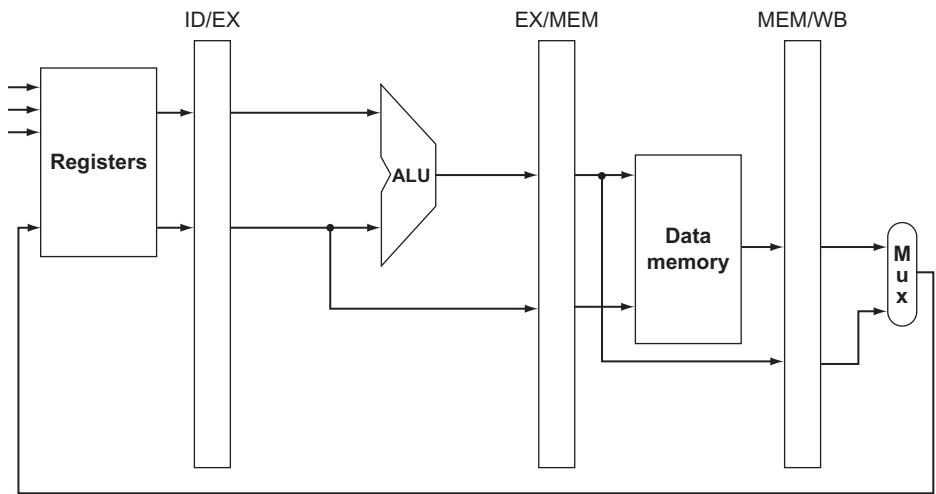 ID/EX
EX/MEM
MEM/WB
Registers
ALU
Data
memory
M
u
x